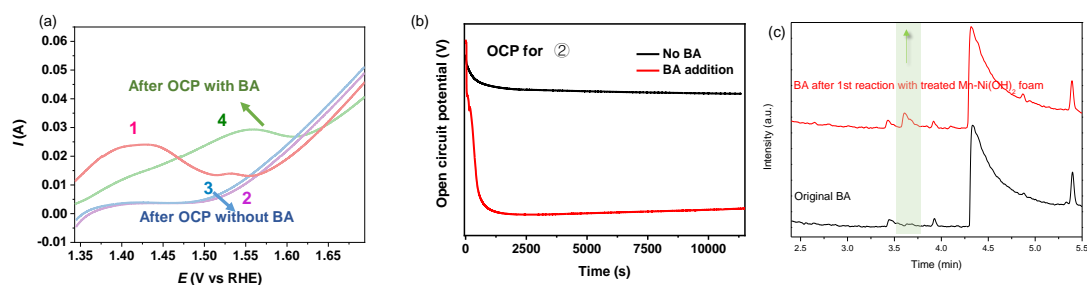 (a)
0.06
0.05
0.04
0.03
0.02
0.01
0.00
-0.01
I (A)
After OCP with BA
1
4
3
2
After OCP without BA
1.35 1.40 1.45 1.50 1.55 1.60 1.65
E (V vs RHE)
(b)
OCP for ②
No BA
BA addition
Open circuit potential (V)
0 2500 5000 7500 10000
Time (s)
(c)
BA after 1st reaction with treated Mn-Ni(OH)₂ foam
Original BA
Intensity (a.u.)
2.5 3.0 3.5 4.0 4.5 5.0 5.5
Time (min)